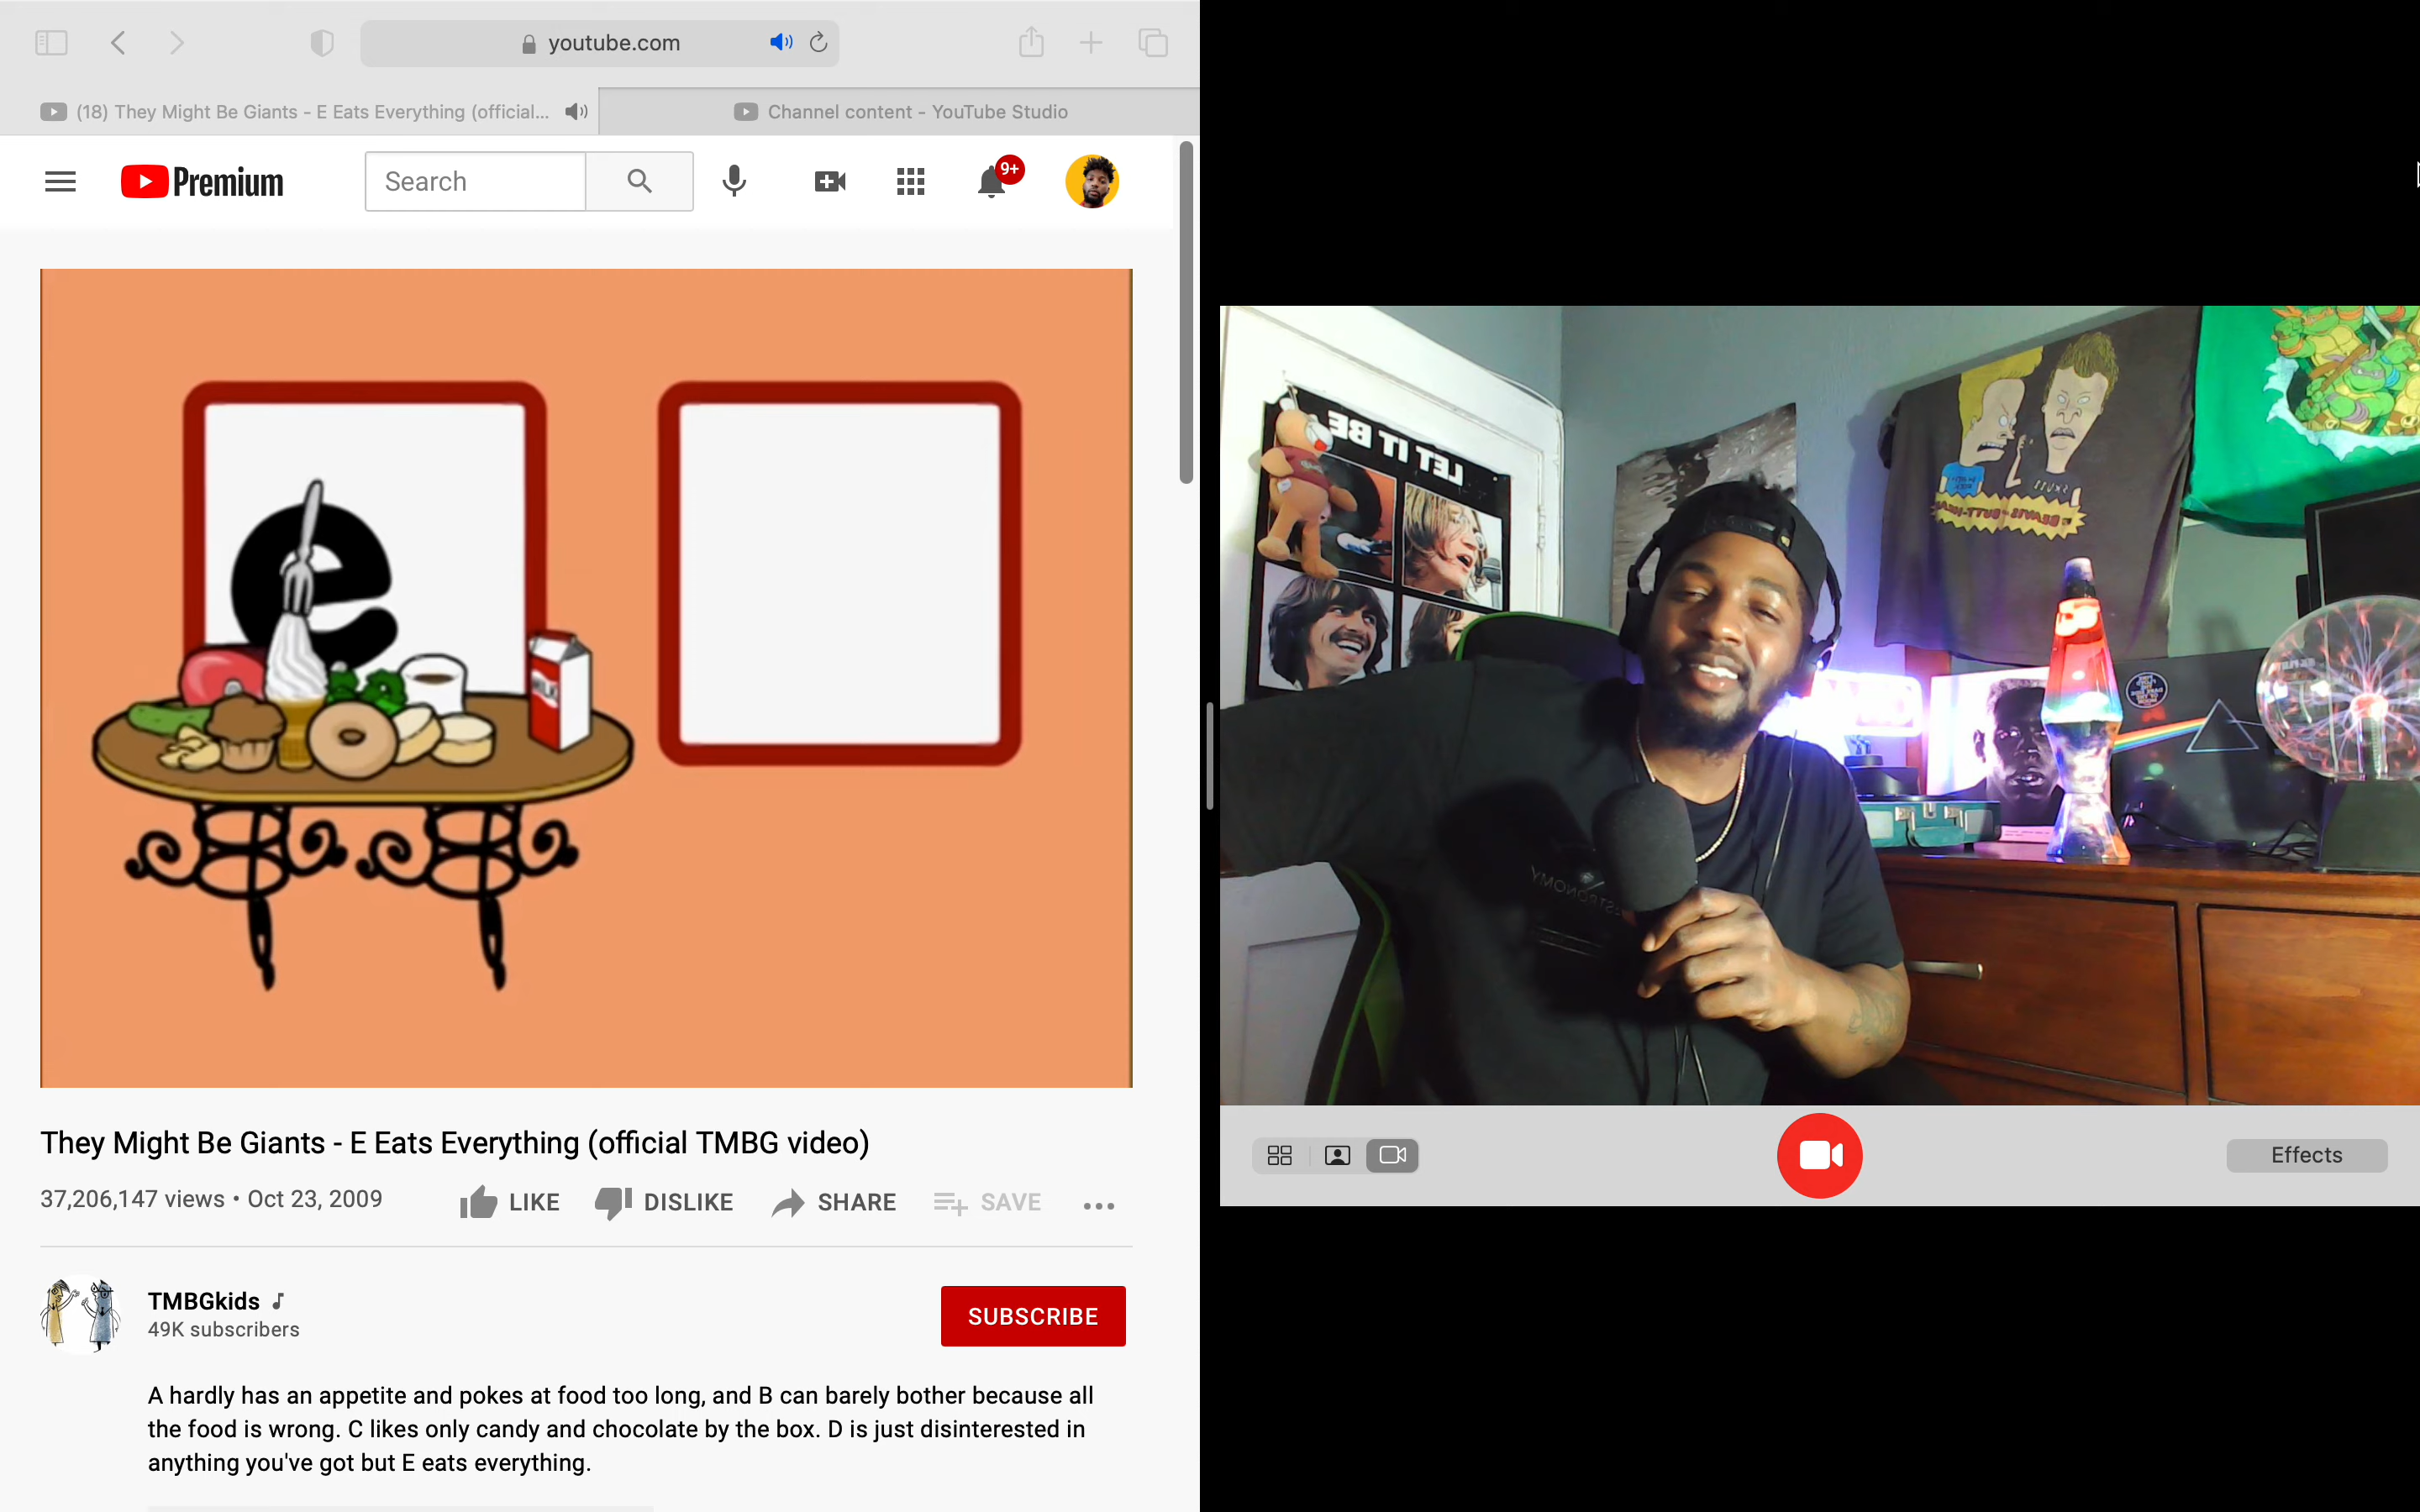 youtube.com
(18) They Might Be Giants - E Eats Everything (official...
Channel content - YouTube Studio
Premium
Search
9+
MILK
They Might Be Giants - E Eats Everything (official TMBG video)
37,206,147 views • Oct 23, 2009
LIKE
DISLIKE
SHARE
SAVE
TMBGkids
49K subscribers
SUBSCRIBE
A hardly has an appetite and pokes at food too long, and B can barely bother because all
the food is wrong. C likes only candy and chocolate by the box. D is just disinterested in
anything you've got but E eats everything.
LET IT BE
Effects